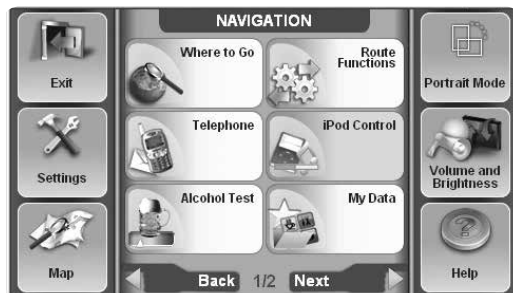 NAVIGATION
Exit
Where to Go
Route
Functions
Portrait Mode
Settings
Telephone
iPod Control
Volume and
Brightness
Map
Alcohol Test
My Data
Help
Back 1/2 Next